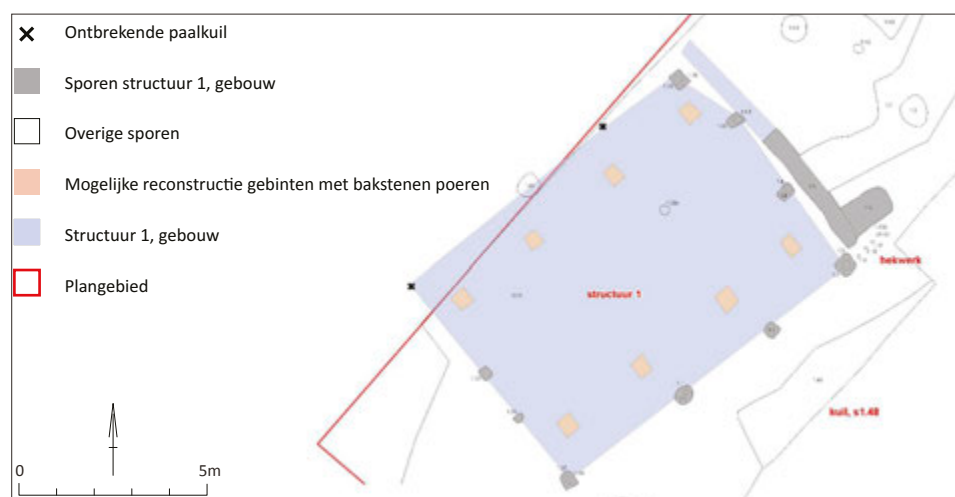 Ontbrekende paalkuil
Sporen structuur 1, gebouw
Overige sporen
Mogelijke reconstructie gebinten met bakstenen poeren
Structuur 1, gebouw
Plangebied
structuur 1
hekwerk
kuil, s1.48
0
5m